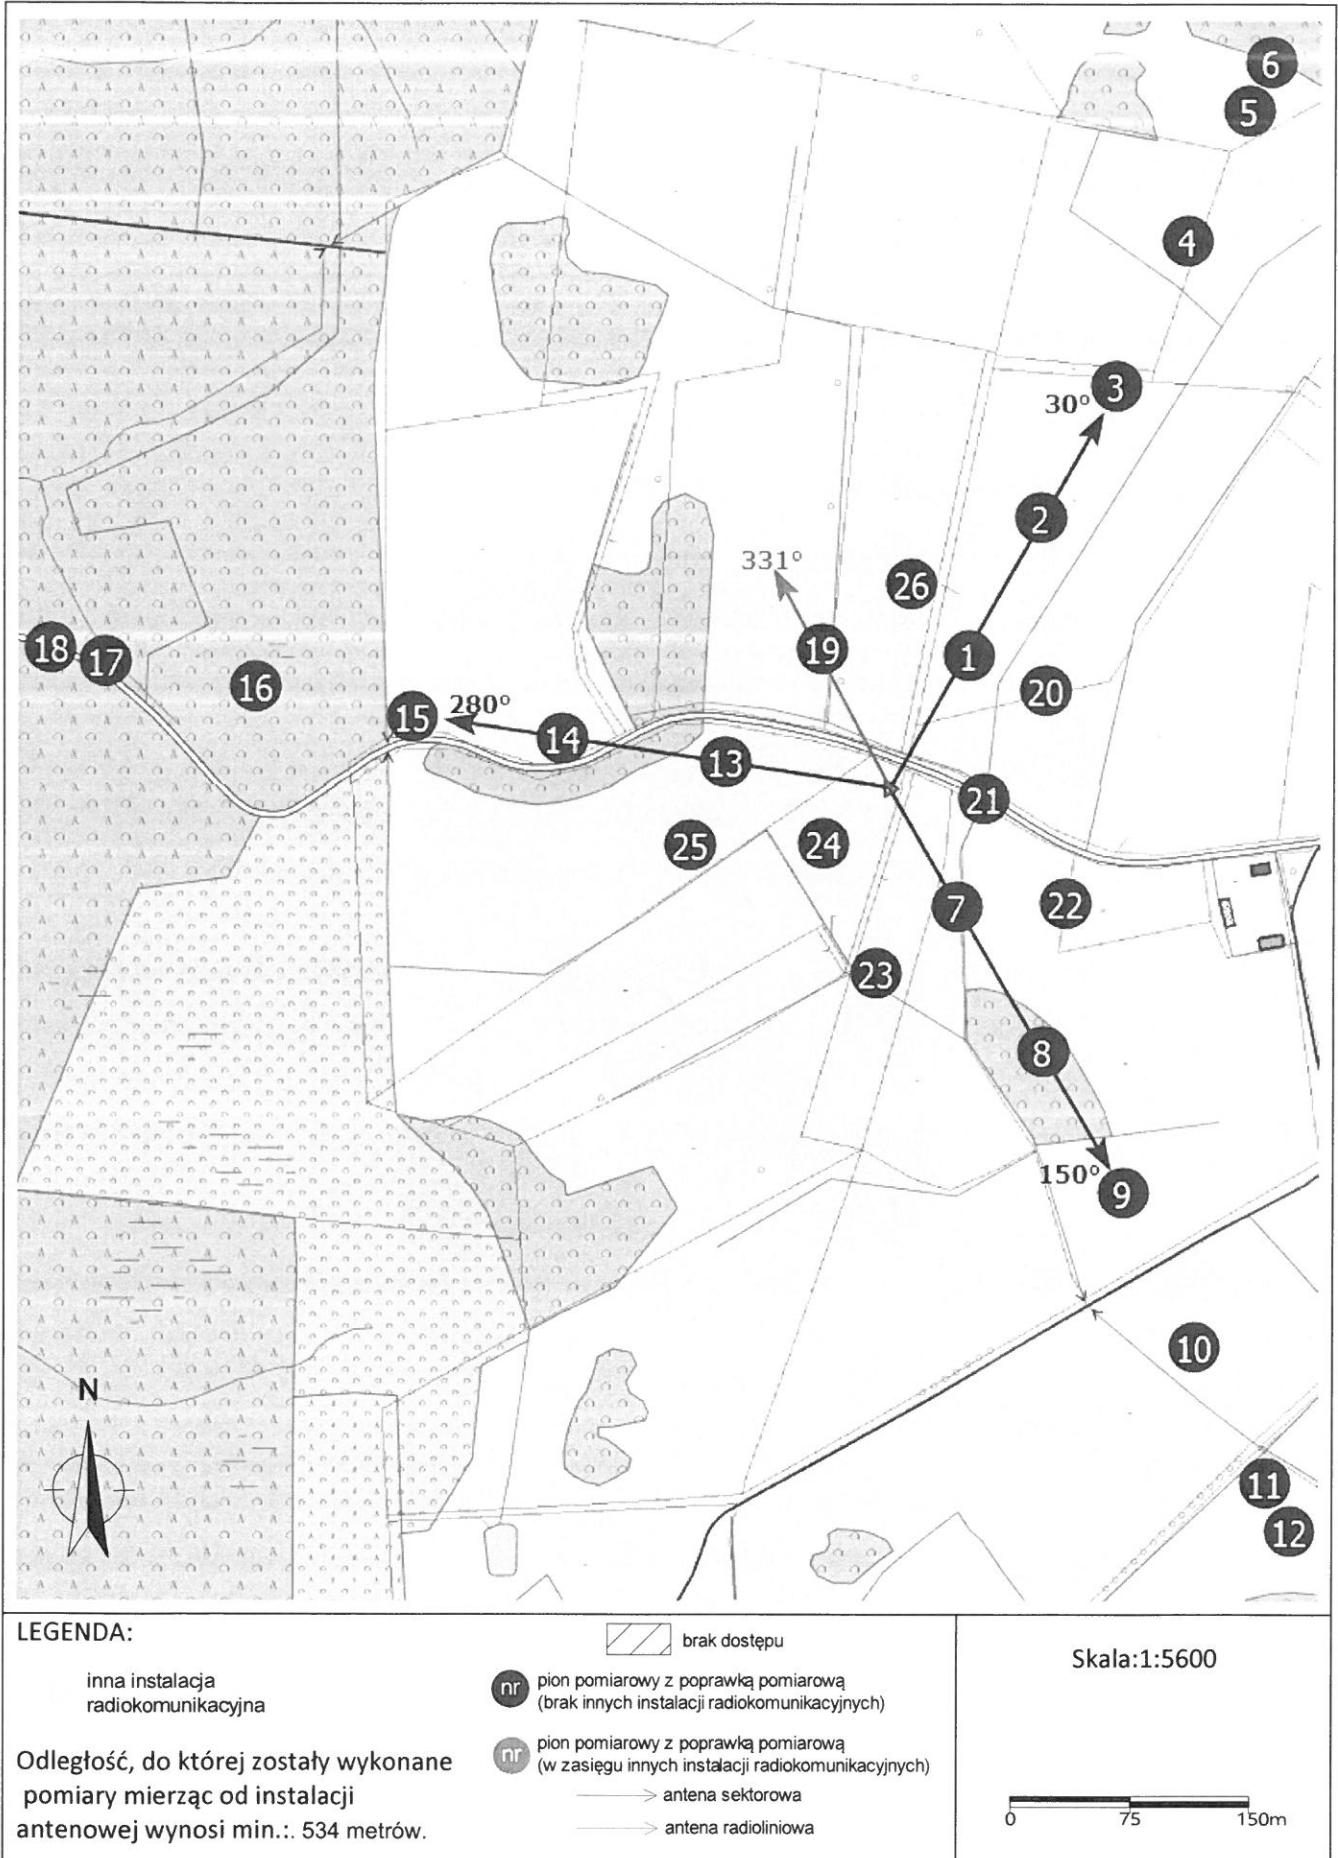 6
5
4
3
30°
2
331°
26
19
1
18
17
16
20
15
280°
14
13
21
25
24
7
22
23
8
150°
9
10
N
11
12
LEGENDA:
inna instalacja
radiokomunikacyjna
Odległość, do której zostały wykonane
pomiary mierząc od instalacji
antenowej wynosi min.:. 534 metrów.
brak dostępu
nr pion pomiarowy z poprawką pomiarową
(brak innych instalacji radiokomunikacyjnych)
nr pion pomiarowy z poprawką pomiarową
(w zasięgu innych instalacji radiokomunikacyjnych)
antena sektorowa
antena radioliniowa
Skala:1:5600
0 75 150m